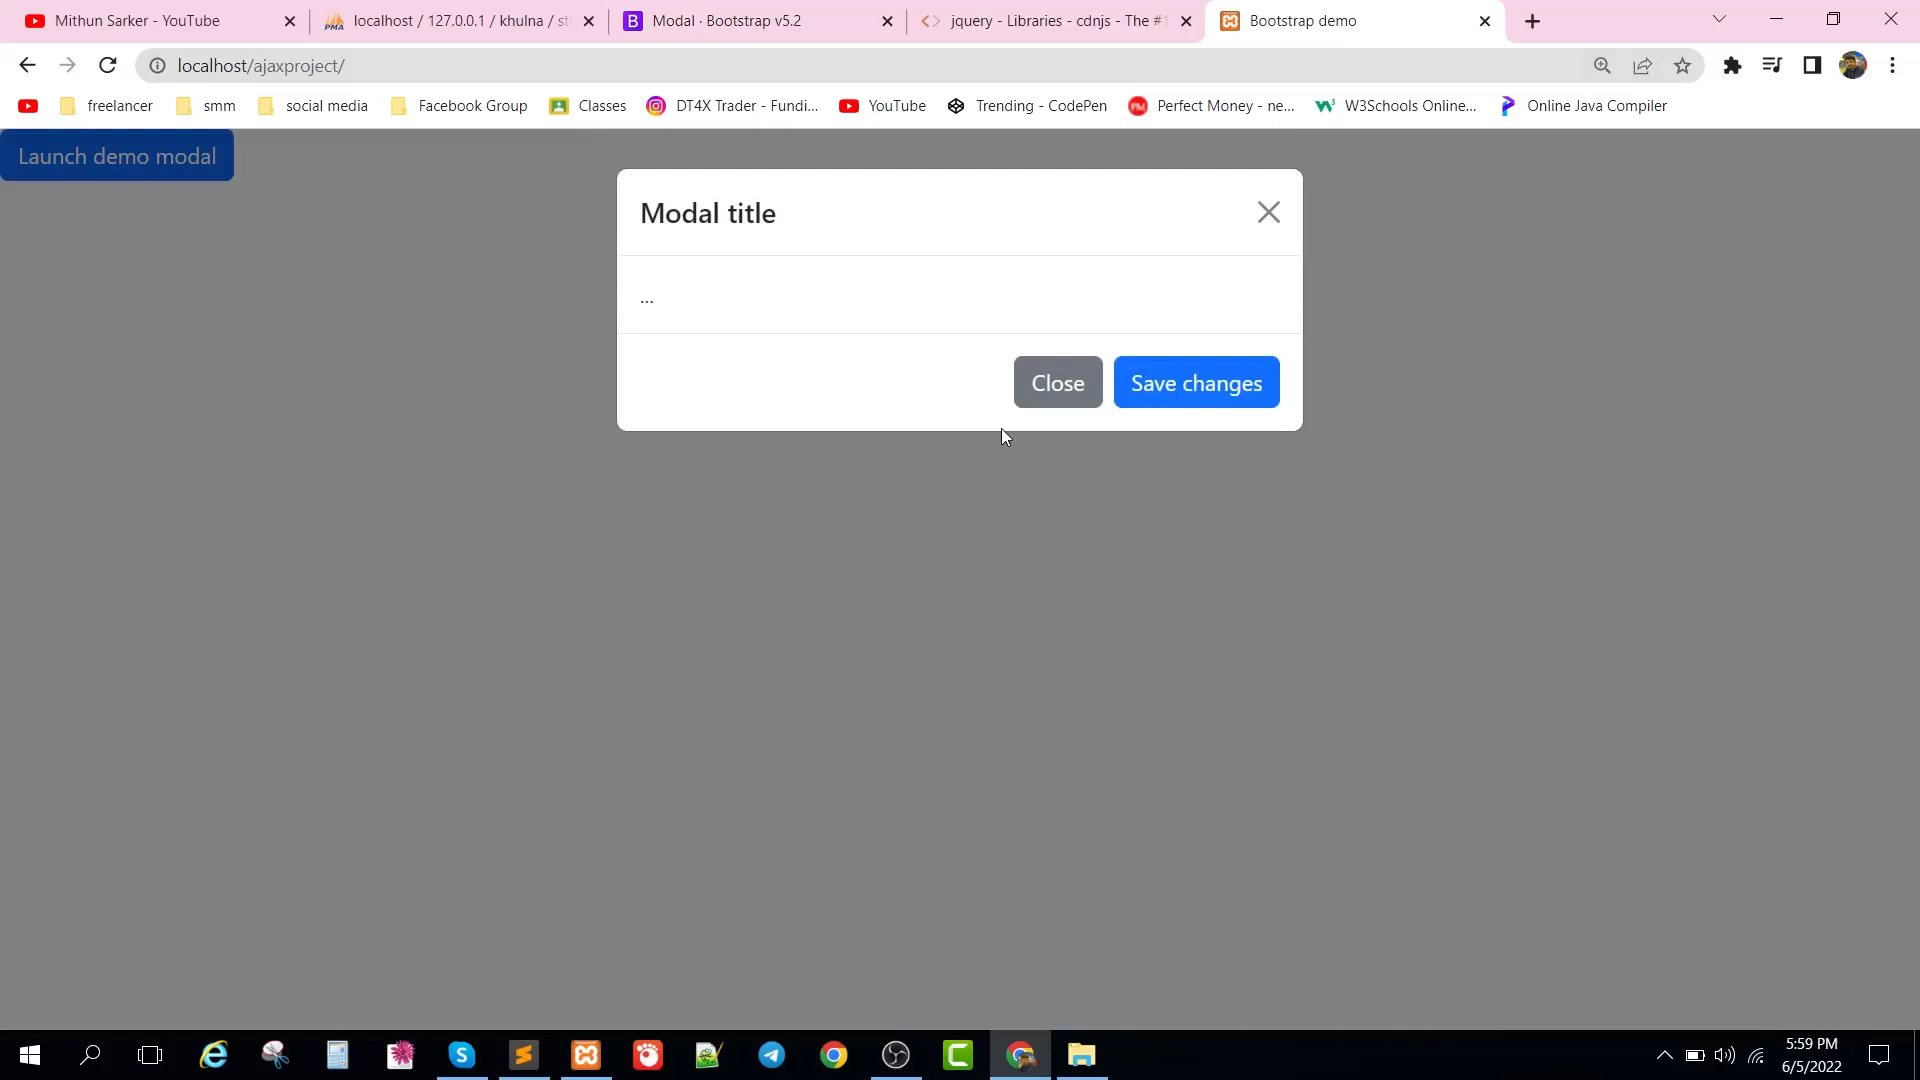 Mithun Sarker - YouTube
localhost / 127.0.0.1 / khulna / st
Modal · Bootstrap v5.2
jquery - Libraries - cdnjs - The #1
Bootstrap demo
localhost/ajaxproject/
freelancer
smm
social media
Facebook Group
Classes
DT4X Trader - Fundi...
YouTube
Trending - CodePen
Perfect Money - ne...
W3Schools Online...
Online Java Compiler
Launch demo modal
Modal title
...
Close
Save changes
5:59 PM
6/5/2022